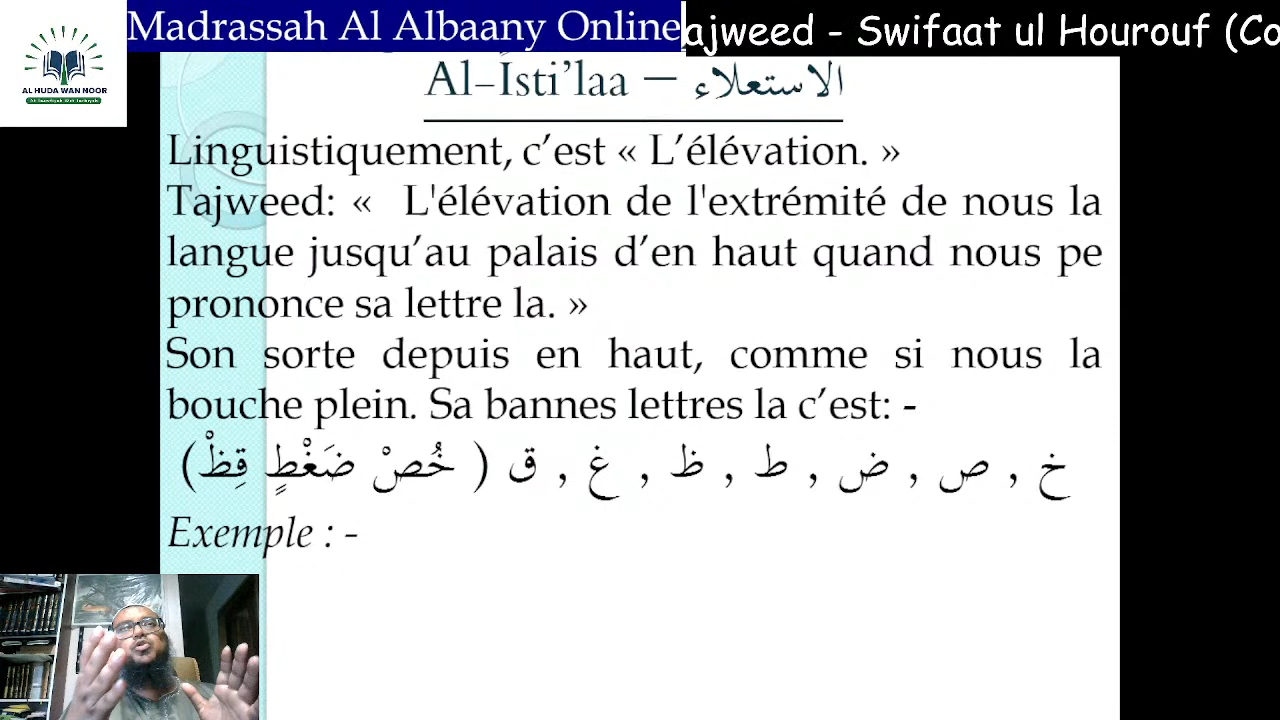 Madrassah Al Albaany Online
ajweed - Swifaat ul Hourouf (Co
AL HUDA WAN NOOR
Al-Isti’laa – الاستعلاء
Linguistiquement, c’est « L’élévation. »
Tajweed: « L'élévation de l'extrémité de nous la
langue jusqu’au palais d’en haut quand nous pe
prononce sa lettre la. »
Son sorte depuis en haut, comme si nous la
bouche plein. Sa bannes lettres la c’est: -
خ , ص , ض , ط , ظ , غ , ق ( خُصْ ضَغْطٍ قِظْ)
Exemple : -